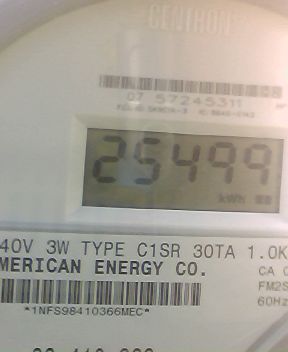 CENTRON
07 57245311
25499
kWh
40V 3W TYPE C1SR 30TA 1.0K
MERICAN ENERGY CO.
CA 0
FM2S
60Hz
*1NFS98410366MEC*